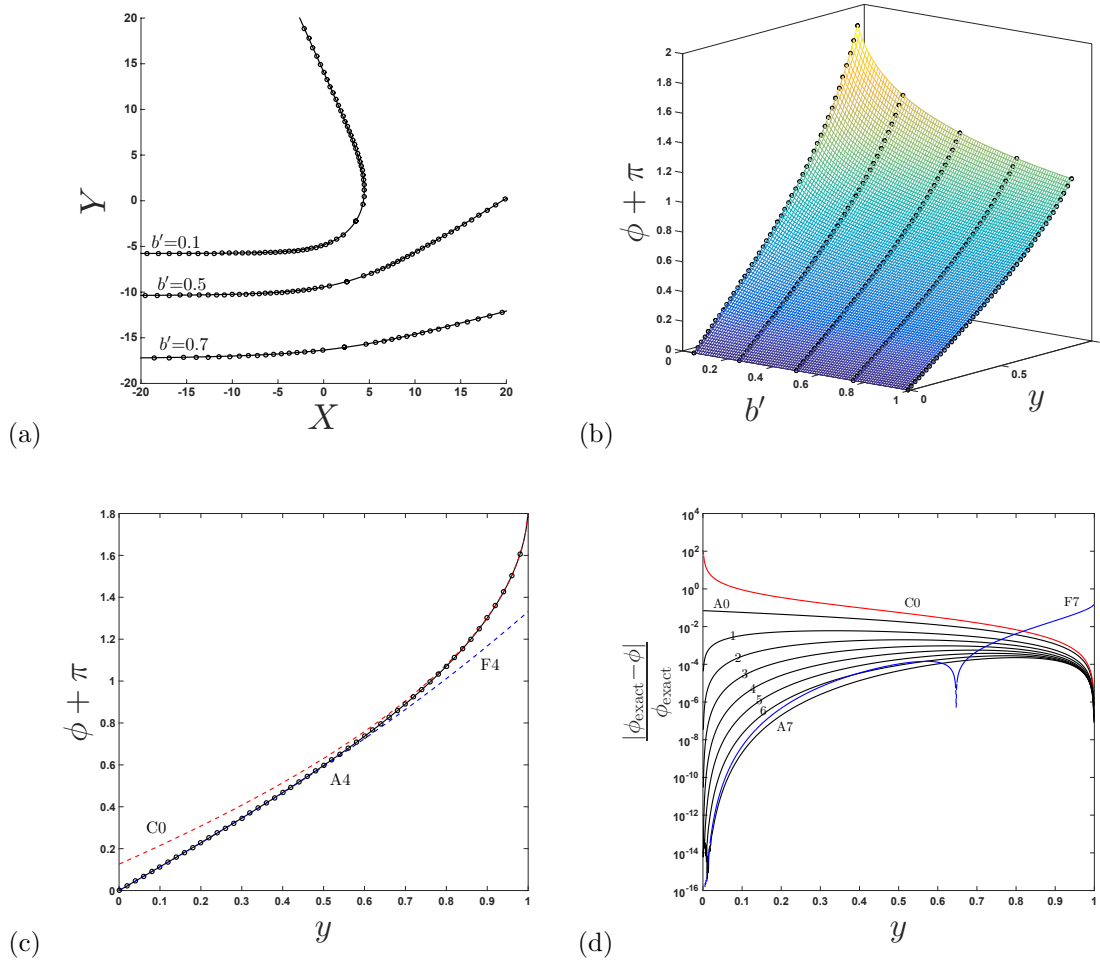 20
15
10
5
0
-5
-10
-15
-20
Y
b′=0.1
b′=0.5
b′=0.7
-20 -15 -10 -5 0 5 10 15 20
X
(a)
2
1.8
1.6
1.4
1.2
1
0.8
0.6
0.4
0.2
0
ϕ + π
0 0.2 0.4 0.6 0.8 1
b′
0 0.5
y
(b)
1.8
1.6
1.4
1.2
1
0.8
0.6
0.4
0.2
0
ϕ + π
C0
A4
F4
0 0.1 0.2 0.3 0.4 0.5 0.6 0.7 0.8 0.9 1
y
(c)
10^4
10^2
10^0
10^-2
10^-4
10^-6
10^-8
10^-10
10^-12
10^-14
10^-16
|ϕexact−ϕ|
ϕexact
A0
C0
F7
1
2
3
4
5
6
A7
0 0.1 0.2 0.3 0.4 0.5 0.6 0.7 0.8 0.9 1
y
(d)